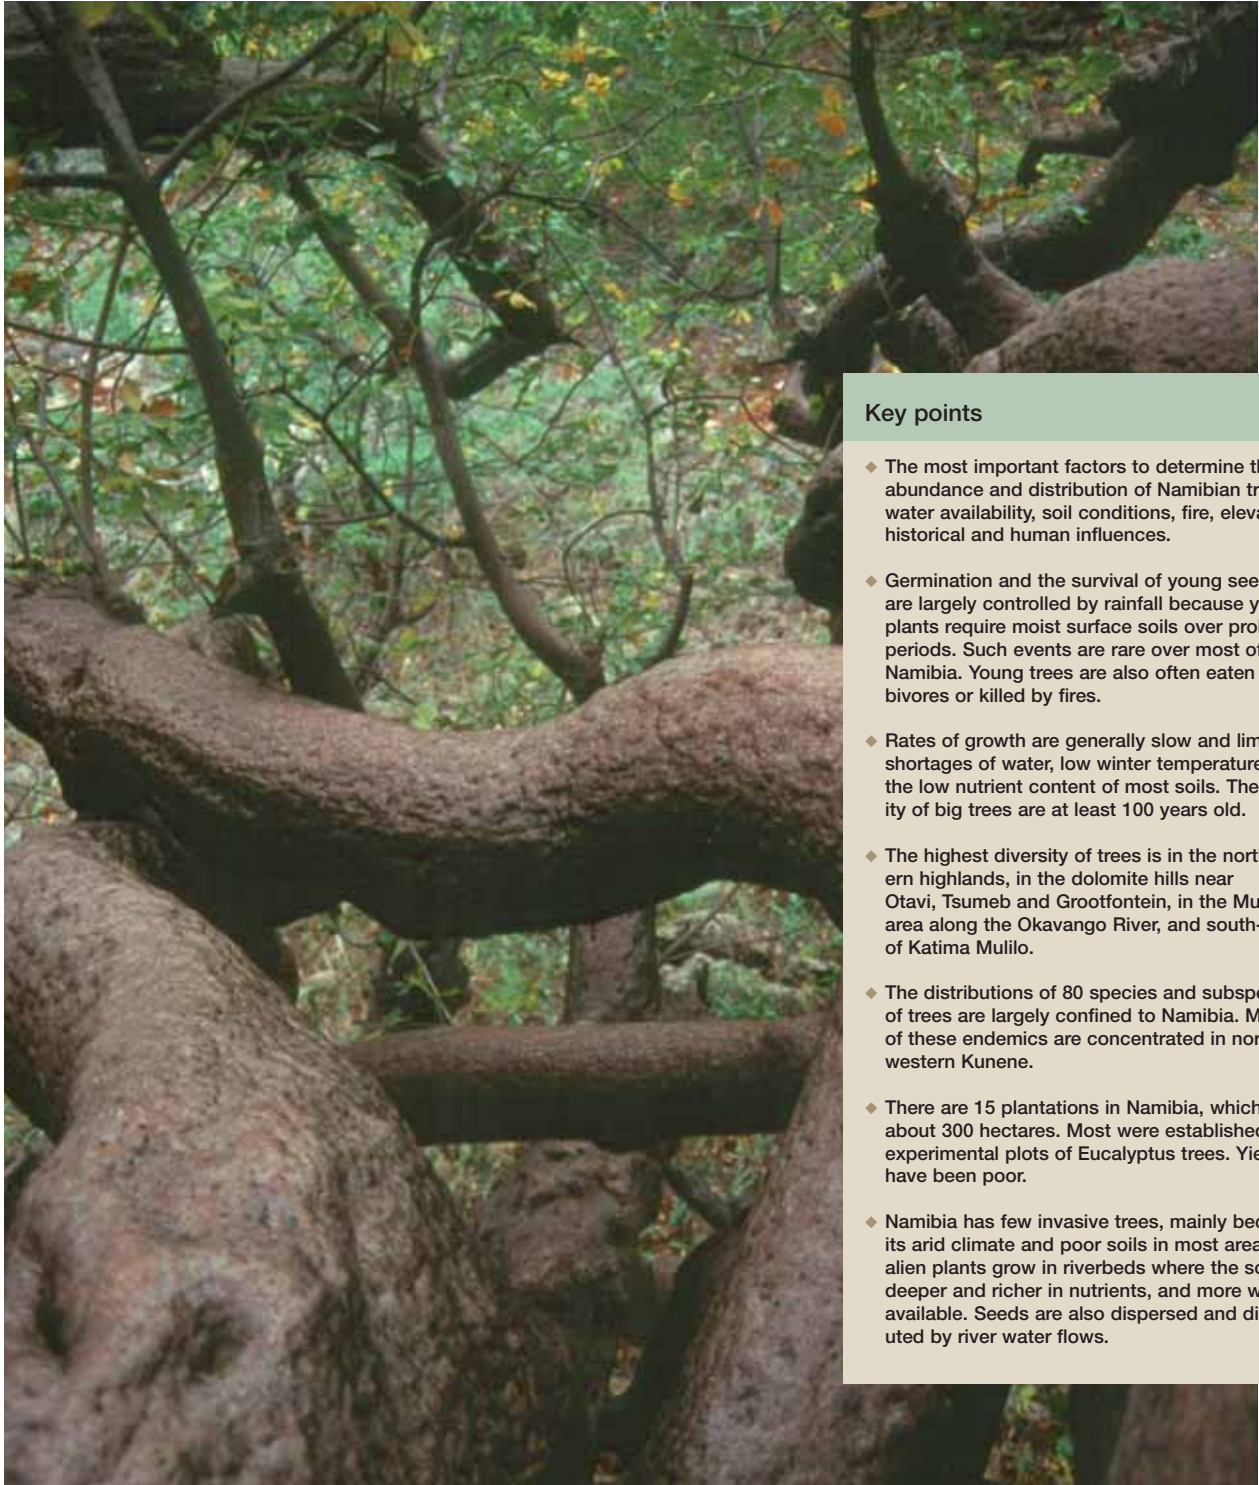 Key points
◆ The most important factors to determine th
abundance and distribution of Namibian tr
water availability, soil conditions, fire, eleva
historical and human influences.
◆ Germination and the survival of young see
are largely controlled by rainfall because y
plants require moist surface soils over pro
periods. Such events are rare over most of
Namibia. Young trees are also often eaten
bivores or killed by fires.
◆ Rates of growth are generally slow and lim
shortages of water, low winter temperature
the low nutrient content of most soils. The
ity of big trees are at least 100 years old.
◆ The highest diversity of trees is in the nort
ern highlands, in the dolomite hills near
Otavi, Tsumeb and Grootfontein, in the Mu
area along the Okavango River, and south-
of Katima Mulilo.
◆ The distributions of 80 species and subspe
of trees are largely confined to Namibia. M
of these endemics are concentrated in nor
western Kunene.
◆ There are 15 plantations in Namibia, which
about 300 hectares. Most were established
experimental plots of Eucalyptus trees. Yie
have been poor.
◆ Namibia has few invasive trees, mainly bec
its arid climate and poor soils in most area
alien plants grow in riverbeds where the so
deeper and richer in nutrients, and more w
available. Seeds are also dispersed and di
uted by river water flows.